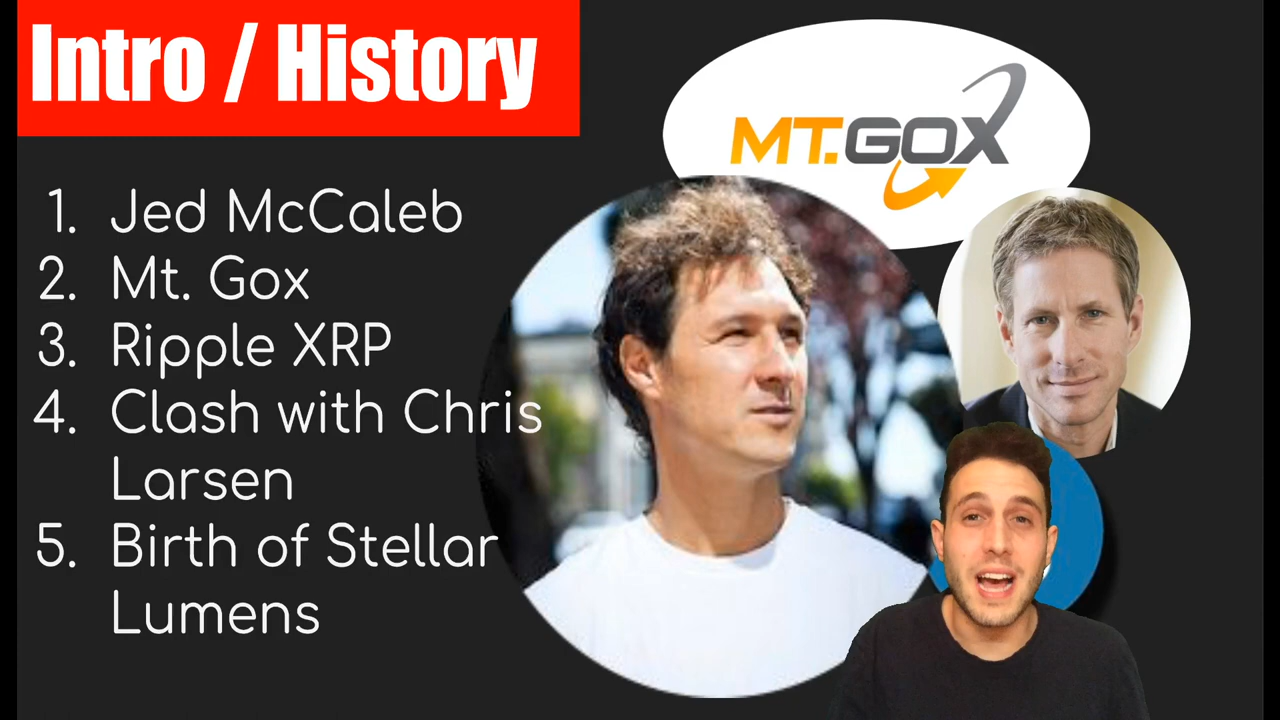 Intro / History
MT.GOX
1. Jed McCaleb
2. Mt. Gox
3. Ripple XRP
4. Clash with Chris
Larsen
5. Birth of Stellar
Lumens